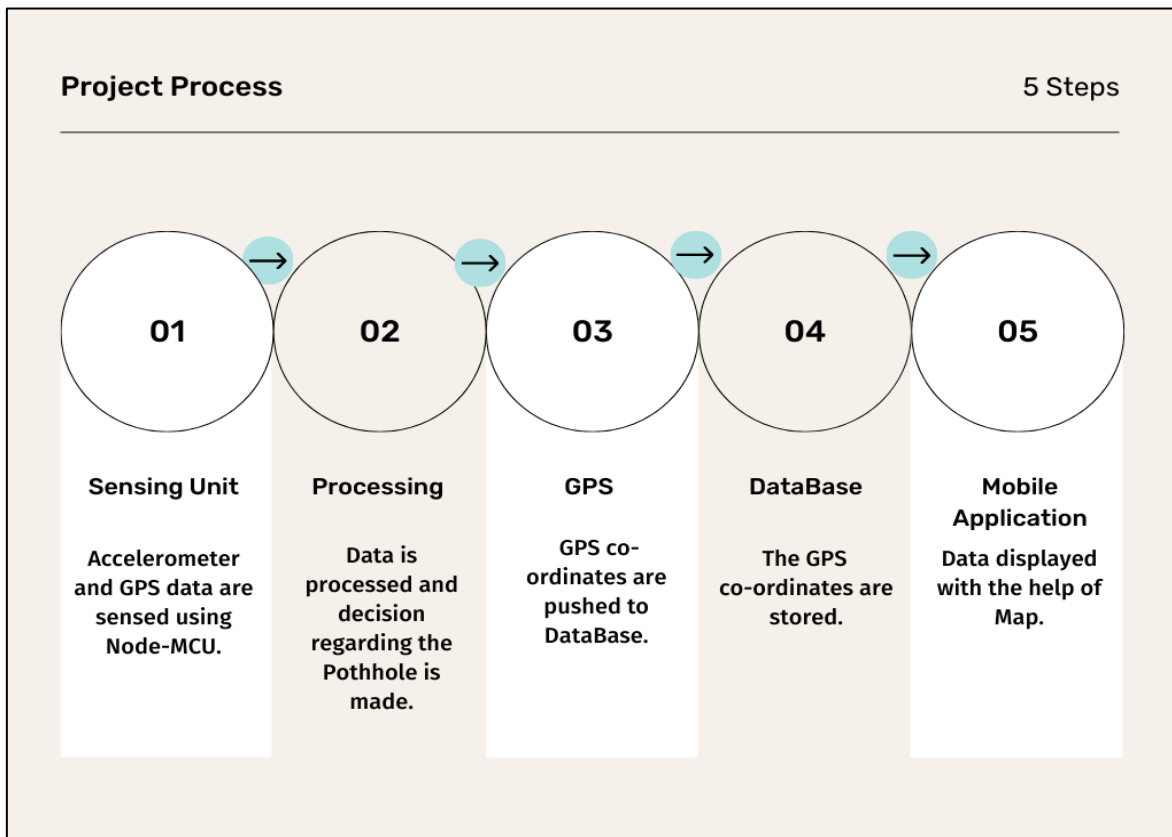 Project Process
5 Steps
01
02
03
04
05
Sensing Unit
Accelerometer
and GPS data are
sensed using
Node-MCU.
Processing
Data is
processed and
decision
regarding the
Pothhole is
made.
GPS
GPS co-
ordinates are
pushed to
DataBase.
DataBase
The GPS
co-ordinates are
stored.
Mobile
Application
Data displayed
with the help of
Map.